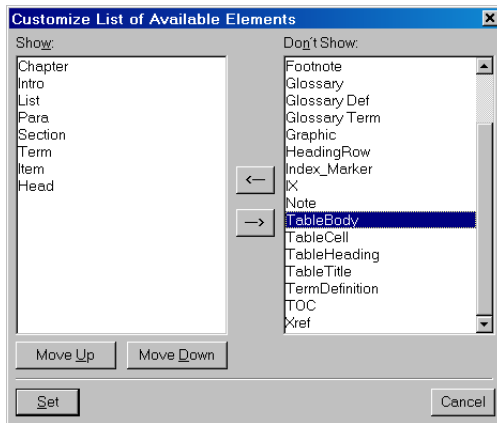 Customize List of Available Elements
Show:
Chapter
Intro
List
Para
Section
Term
Item
Head
Move Up
Move Down
<—
—>
Don't Show:
Footnote
Glossary
Glossary Def
Glossary Term
Graphic
HeadingRow
Index_Marker
IX
Note
TableBody
TableCell
TableHeading
TableTitle
TermDefinition
TOC
Xref
Set
Cancel